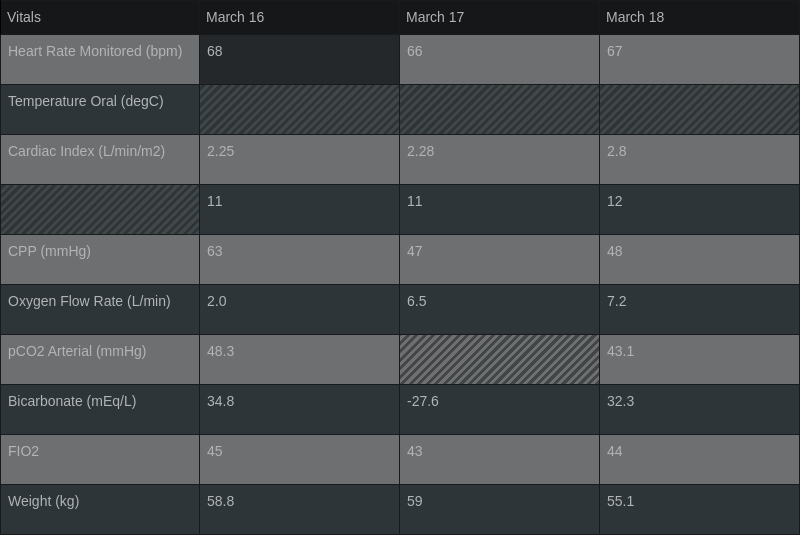 Vitals March 16 March 17 March 18
Heart Rate Monitored (bpm) 68 66 67
Temperature Oral (degC)
Cardiac Index (L/min/m2) 2.25 2.28 2.8
11 11 12
CPP (mmHg) 63 47 48
Oxygen Flow Rate (L/min) 2.0 6.5 7.2
pCO2 Arterial (mmHg) 48.3 43.1
Bicarbonate (mEq/L) 34.8 -27.6 32.3
FIO2 45 43 44
Weight (kg) 58.8 59 55.1